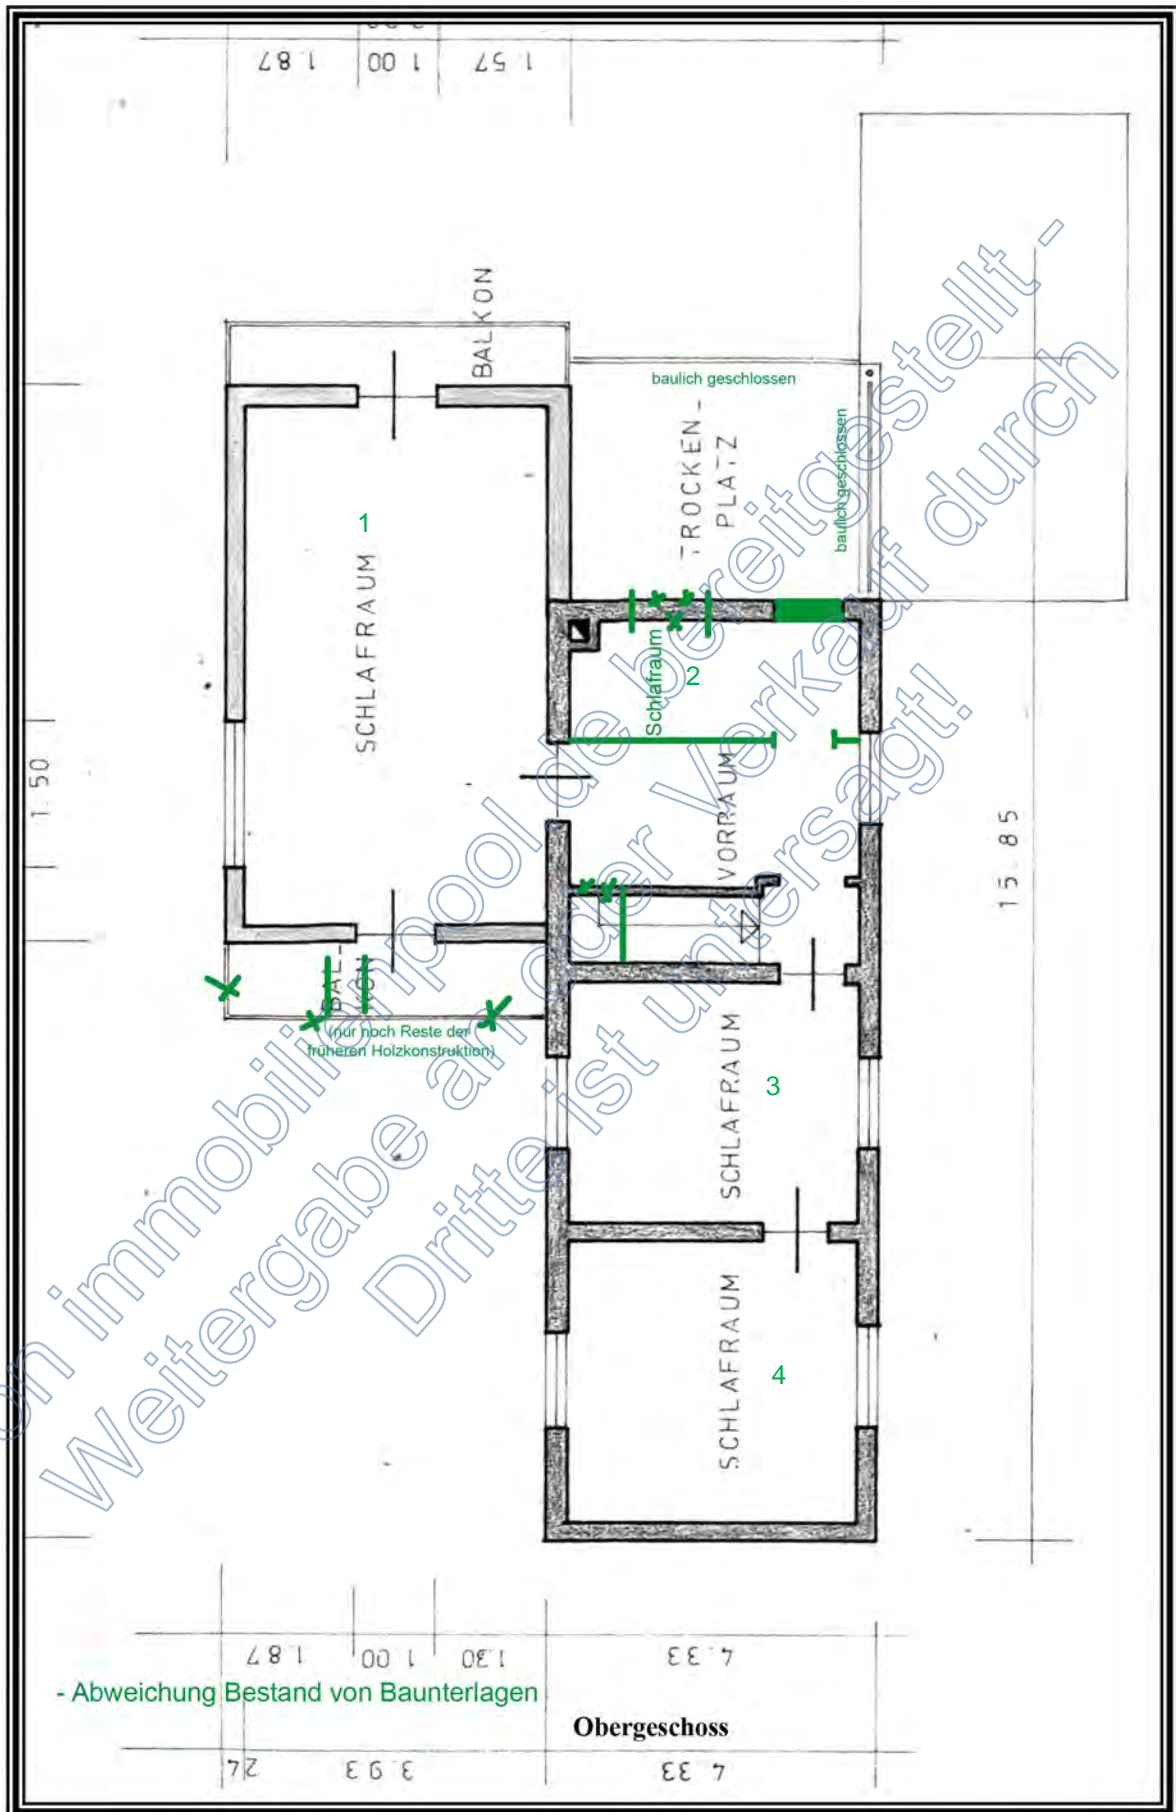 1.87
1.00
1.57
BALKON
baulich geschlossen
TROCKEN-
PLATZ
baulich geschlossen
1
SCHLAFRAUM
Schlafraum
2
VORRAUM
1.50
15.85
BAL-
KON
(nur noch Reste der
früheren Holzkonstruktion)
SCHLAFRAUM
3
SCHLAFRAUM
4
on immobilienpool.de bereitgestellt -
Weitergabe an oder Verkauf durch
Dritte ist untersagt!
1.87
1.00
1.30
4.33
- Abweichung Bestand von Baunterlagen
Obergeschoss
24
3.93
4.33